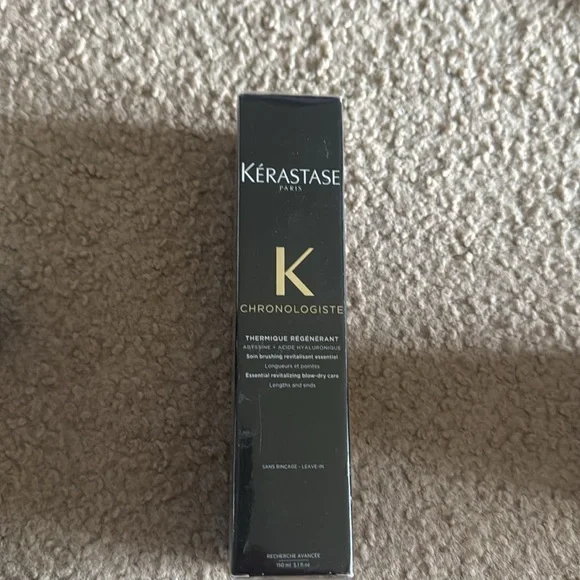 KÉRASTASE
PARIS
K
CHRONOLOGISTE
THERMIQUE RÉGÉNÉRANT
ABYSSINE + ACIDE HYALURONIQUE
Soin brushing revitalisant essentiel
Longueurs et pointes
Essential revitalizing blow-dry care
Lengths and ends
SANS RINÇAGE - LEAVE-IN
RECHERCHE AVANCÉE
150 ml 5.1 fl.oz